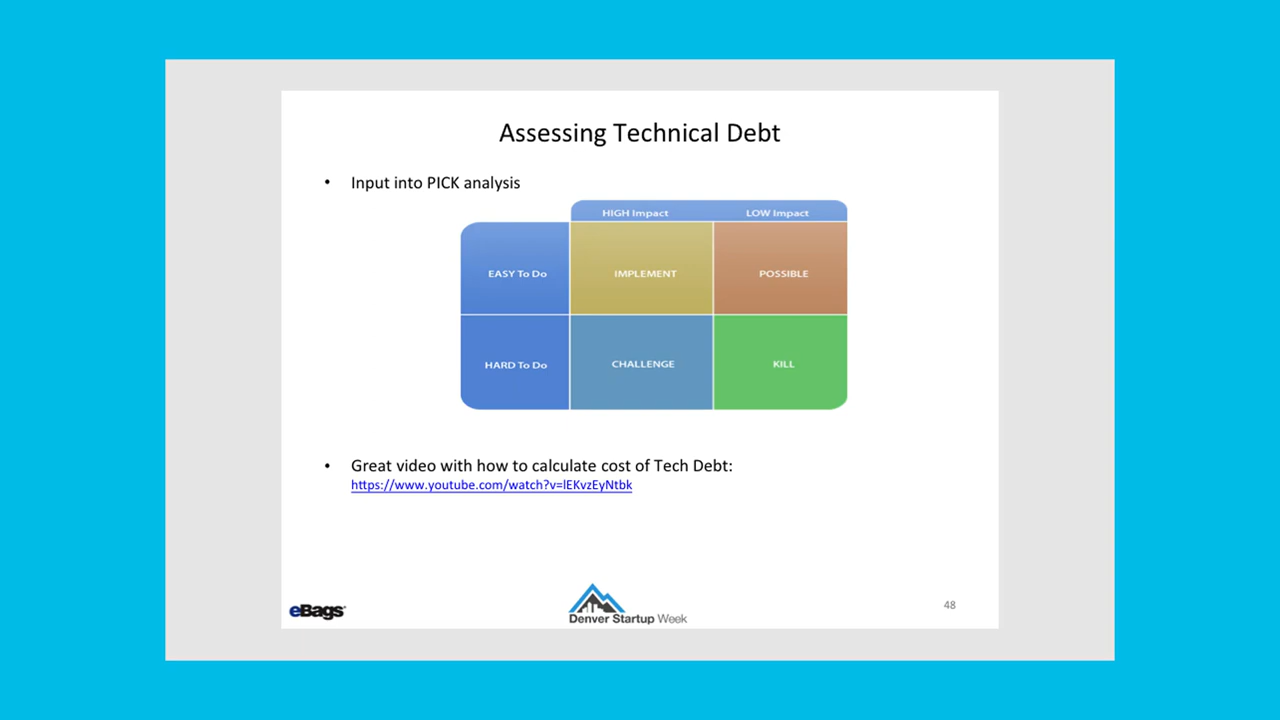 Assessing Technical Debt
• Input into PICK analysis
HIGH Impact LOW Impact
EASY To Do IMPLEMENT POSSIBLE
HARD To Do CHALLENGE KILL
• Great video with how to calculate cost of Tech Debt:
https://www.youtube.com/watch?v=lEKvzEyNtbk
eBags
Denver Startup Week
48